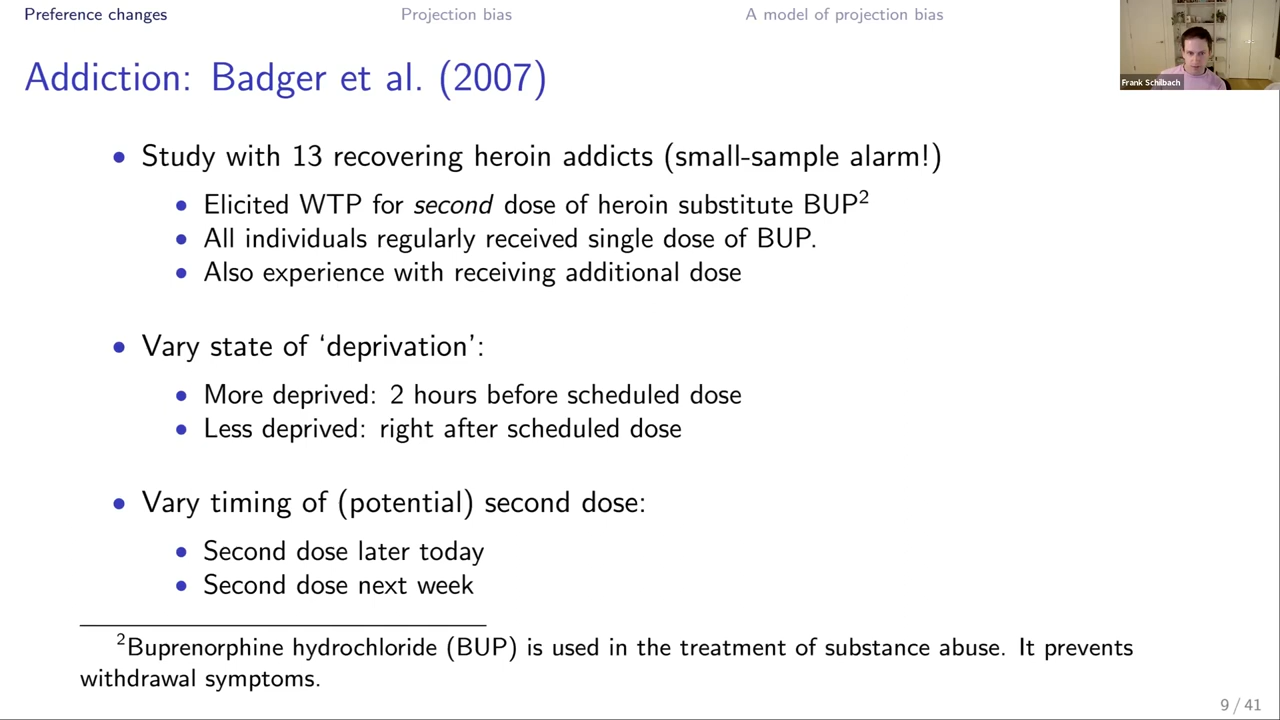 Preference changes Projection bias A model of projection bias
Frank Schilbach
Addiction: Badger et al. (2007)
• Study with 13 recovering heroin addicts (small-sample alarm!)
• Elicited WTP for second dose of heroin substitute BUP²
• All individuals regularly received single dose of BUP.
• Also experience with receiving additional dose
• Vary state of ‘deprivation’:
• More deprived: 2 hours before scheduled dose
• Less deprived: right after scheduled dose
• Vary timing of (potential) second dose:
• Second dose later today
• Second dose next week
²Buprenorphine hydrochloride (BUP) is used in the treatment of substance abuse. It prevents
withdrawal symptoms.
9 / 41